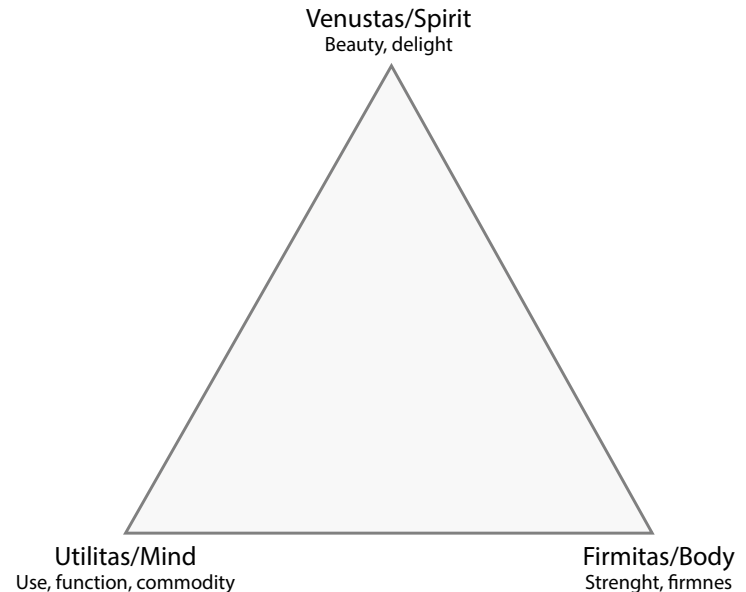 Venustas/Spirit
Beauty, delight
Utilitas/Mind
Use, function, commodity
Firmitas/Body
Strenght, firmnes